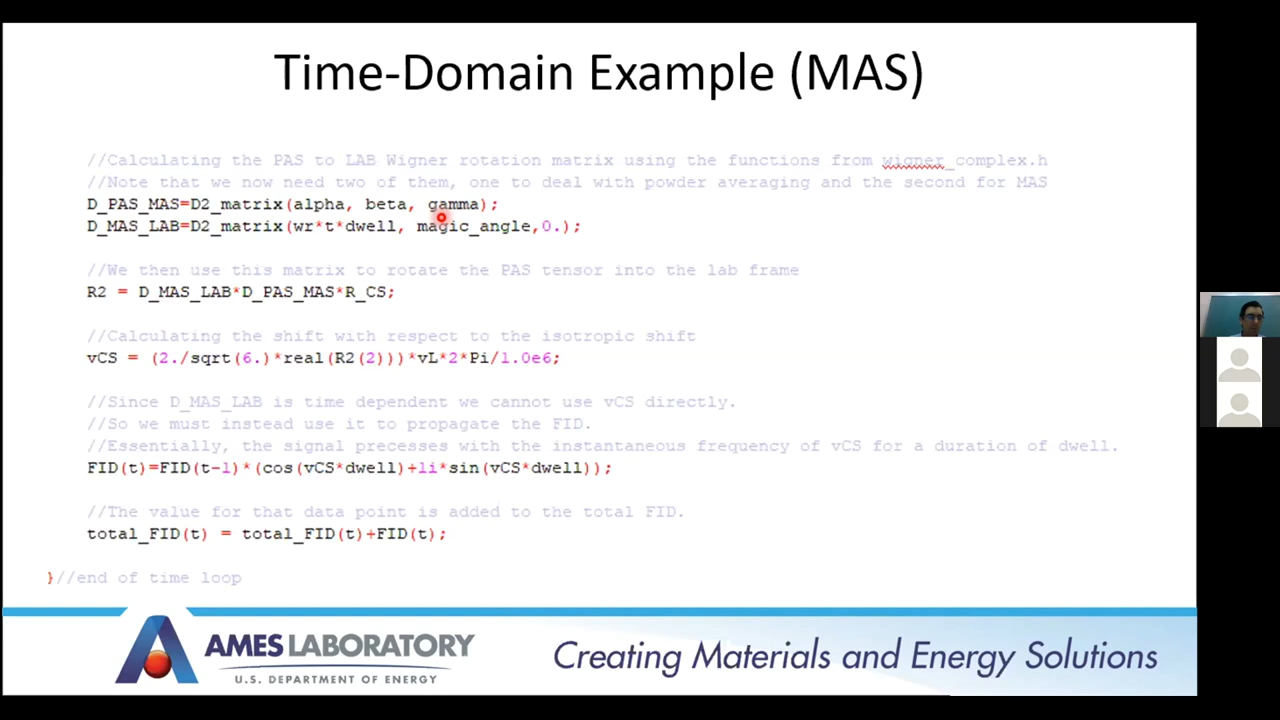 Time-Domain Example (MAS)
//Calculating the PAS to LAB Wigner rotation matrix using the functions from wigner_complex.h
//Note that we now need two of them, one to deal with powder averaging and the second for MAS
D_PAS_MAS=D2_matrix(alpha, beta, gamma);
D_MAS_LAB=D2_matrix(wr*t*dwell, magic_angle,0.);
//We then use this matrix to rotate the PAS tensor into the lab frame
R2 = D_MAS_LAB*D_PAS_MAS*R_CS;
//Calculating the shift with respect to the isotropic shift
vCS = (2./sqrt(6.)*real(R2(2)))*vL*2*Pi/1.0e6;
//Since D_MAS_LAB is time dependent we cannot use vCS directly.
//So we must instead use it to propagate the FID.
//Essentially, the signal precesses with the instantaneous frequency of vCS for a duration of dwell.
FID(t)=FID(t-1)*(cos(vCS*dwell)+1i*sin(vCS*dwell));
//The value for that data point is added to the total FID.
total_FID(t) = total_FID(t)+FID(t);
}//end of time loop
AMES LABORATORY
U.S. DEPARTMENT OF ENERGY
Creating Materials and Energy Solutions